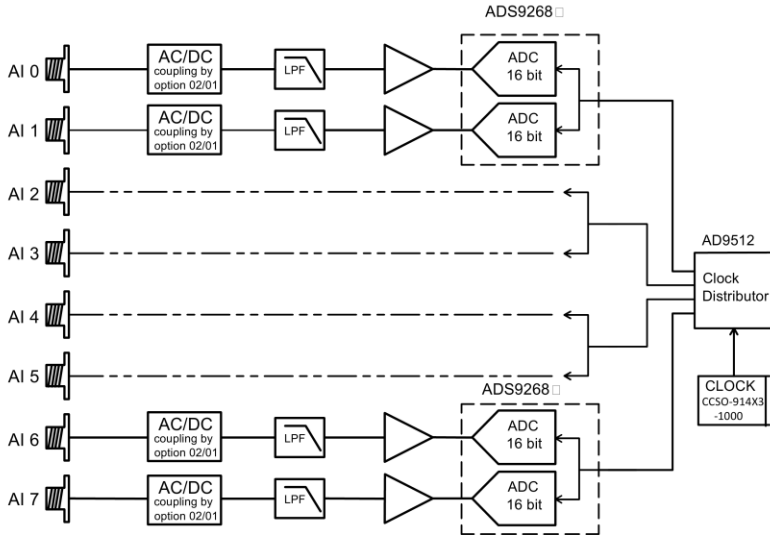 ADS9268□
AI 0
AC/DC
coupling by
option 02/01
LPF
ADC
16 bit
AI 1
AC/DC
coupling by
option 02/01
LPF
ADC
16 bit
AI 2
AI 3
AD9512
Clock
Distributor
AI 4
AI 5
ADS9268□
CLOCK
CCSO-914X3
-1000
AI 6
AC/DC
coupling by
option 02/01
LPF
ADC
16 bit
AI 7
AC/DC
coupling by
option 02/01
LPF
ADC
16 bit